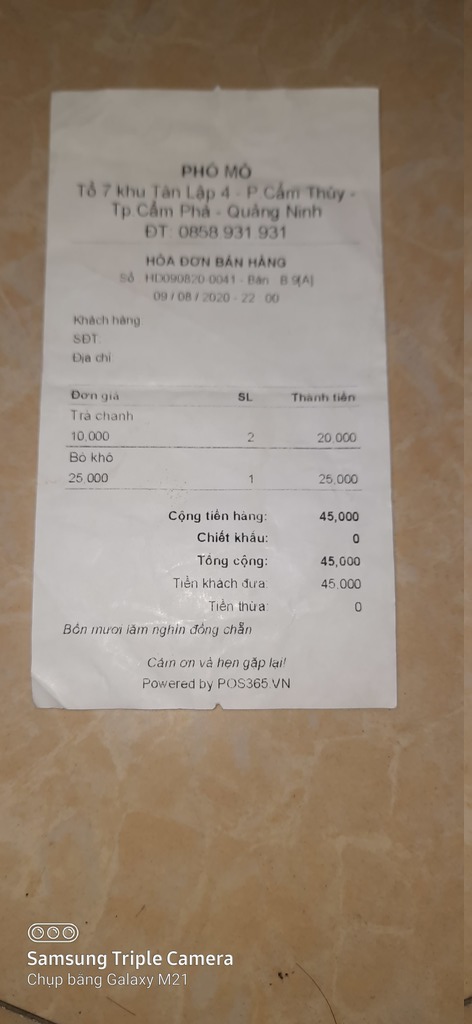 PHỐ MỎ
Tổ 7 khu Tân Lập 4 - P.Cẩm Thủy -
Tp.Cẩm Phả - Quảng Ninh
ĐT: 0858.931.931
HÓA ĐƠN BÁN HÀNG
Số : HD090820-0041 - Bàn : B.9[A]
09 / 08 / 2020 - 22 : 00
Khách hàng:
SĐT:
Địa chỉ:
Đơn giá SL Thành tiền
Trà chanh
10,000 2 20,000
Bò khô
25,000 1 25,000
Cộng tiền hàng: 45,000
Chiết khấu: 0
Tổng cộng: 45,000
Tiền khách đưa: 45,000
Tiền thừa: 0
Bốn mươi lăm nghìn đồng chẵn
Cảm ơn và hẹn gặp lại!
Powered by POS365.VN
Samsung Triple Camera
Chụp bằng Galaxy M21